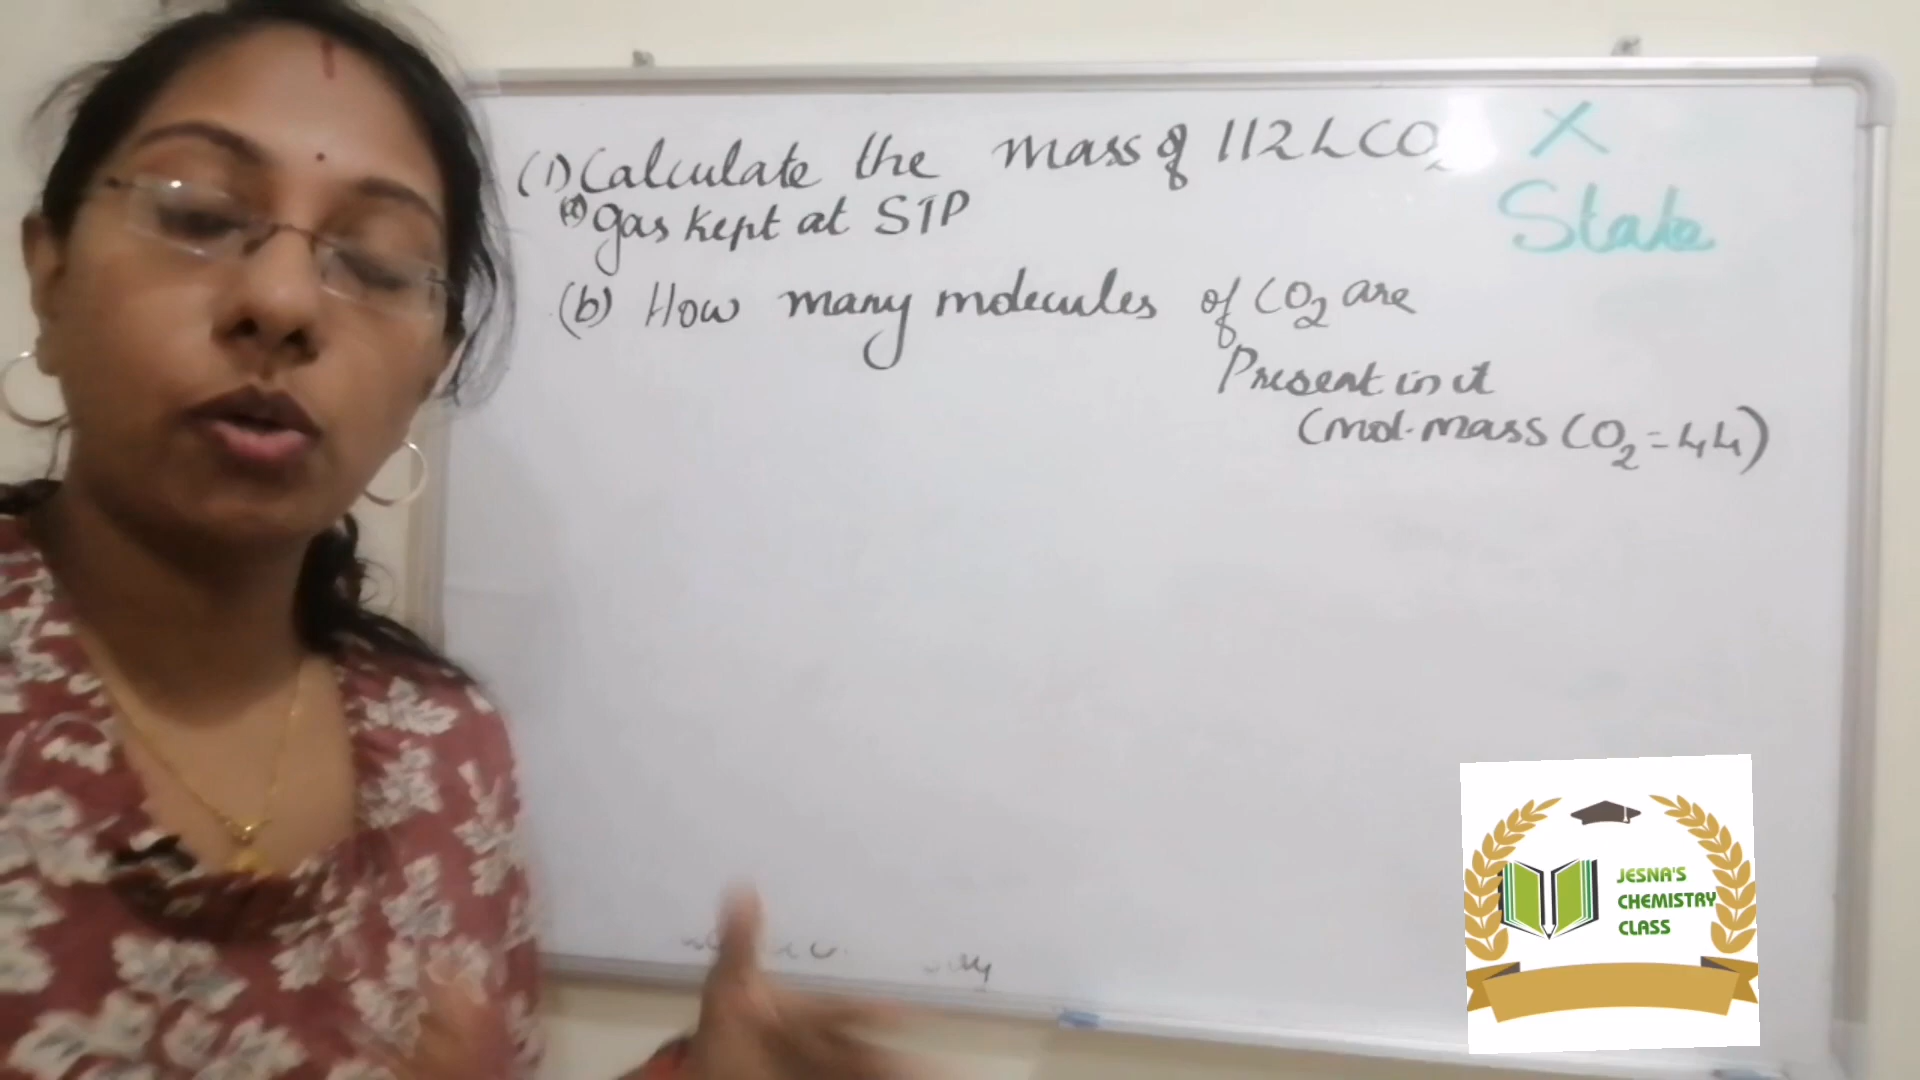 (1) Calculate the mass of 112 L CO2
(a) gas kept at STP
(b) How many molecules of CO2 are
Present in it
(mol. mass CO2 = 44)
X
State
JESNA'S
CHEMISTRY
CLASS